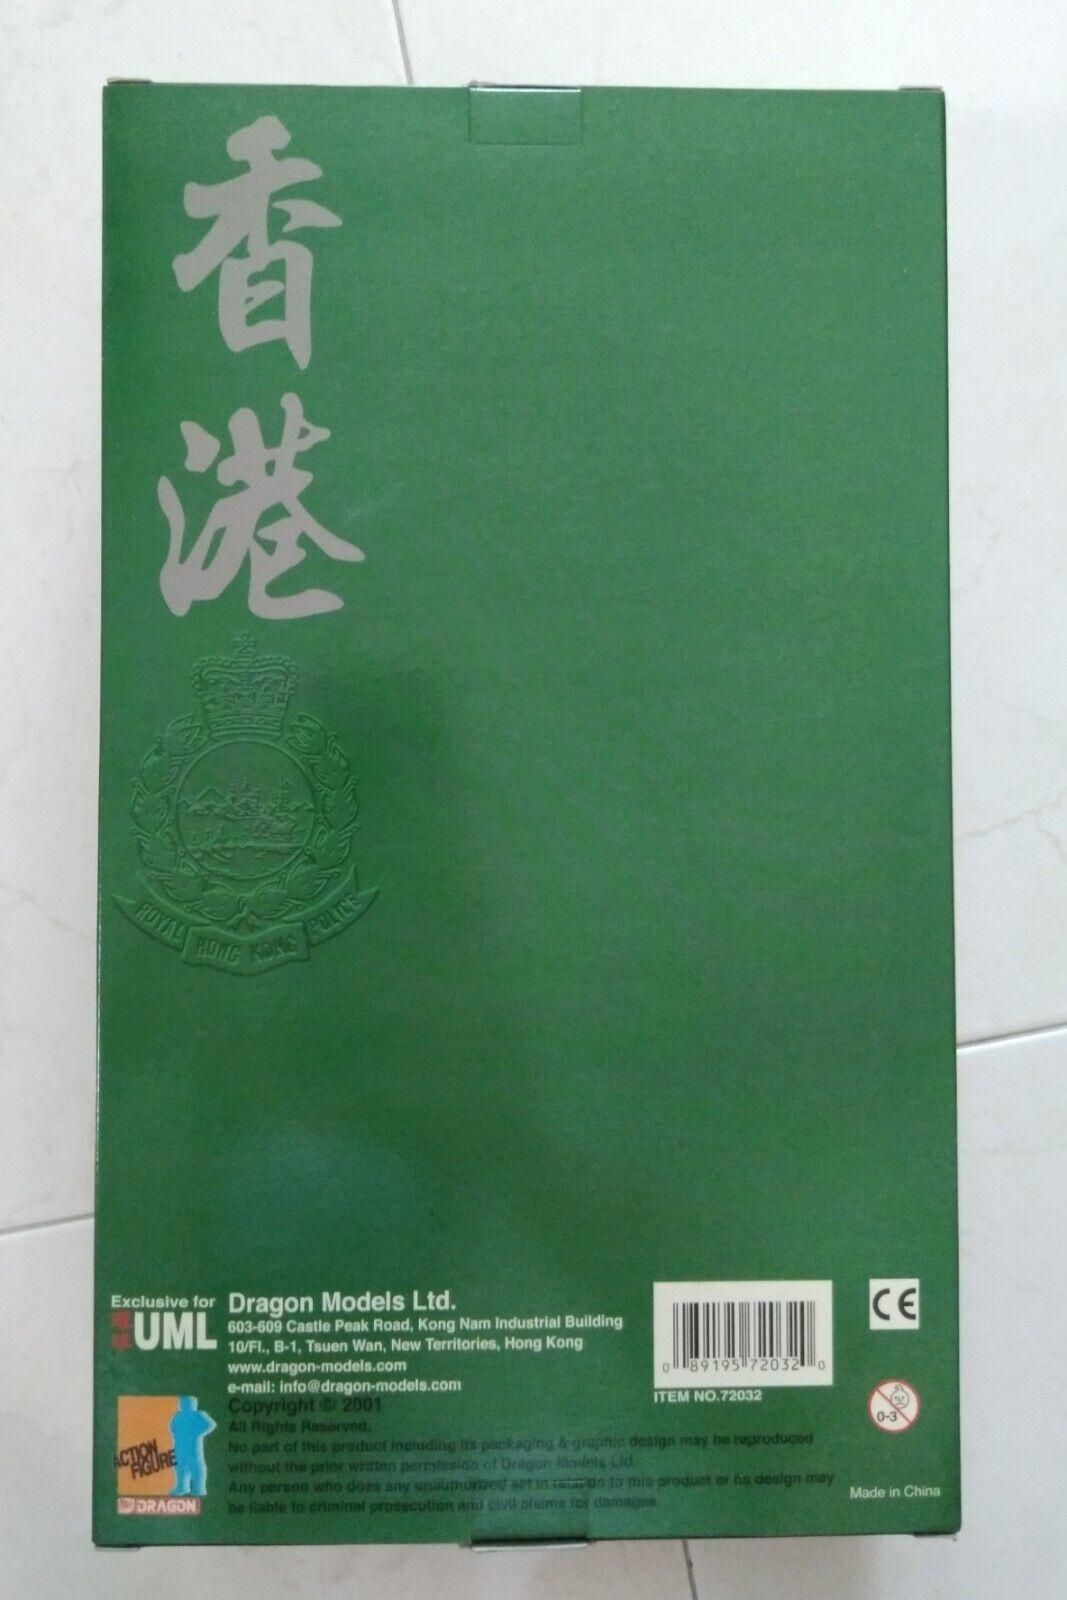 香港
ROYAL HONG KONG POLICE
Exclusive for
UML
Dragon Models Ltd.
603-609 Castle Peak Road, Kong Nam Industrial Building
10/Fl., B-1, Tsuen Wan, New Territories, Hong Kong
www.dragon-models.com
e-mail: info@dragon-models.com
Copyright © 2001
All Rights Reserved.
No part of this product including its packaging & graphic design may be reproduced
without the prior written permission of Dragon Models Ltd.
Any person who does any unauthorized act in relation to this product or its design may
be liable to criminal prosecution and civil claims for damages.
ACTION
FIGURE
DRAGON
0 89195 72032 0
ITEM NO.72032
CE
0-3
Made in China